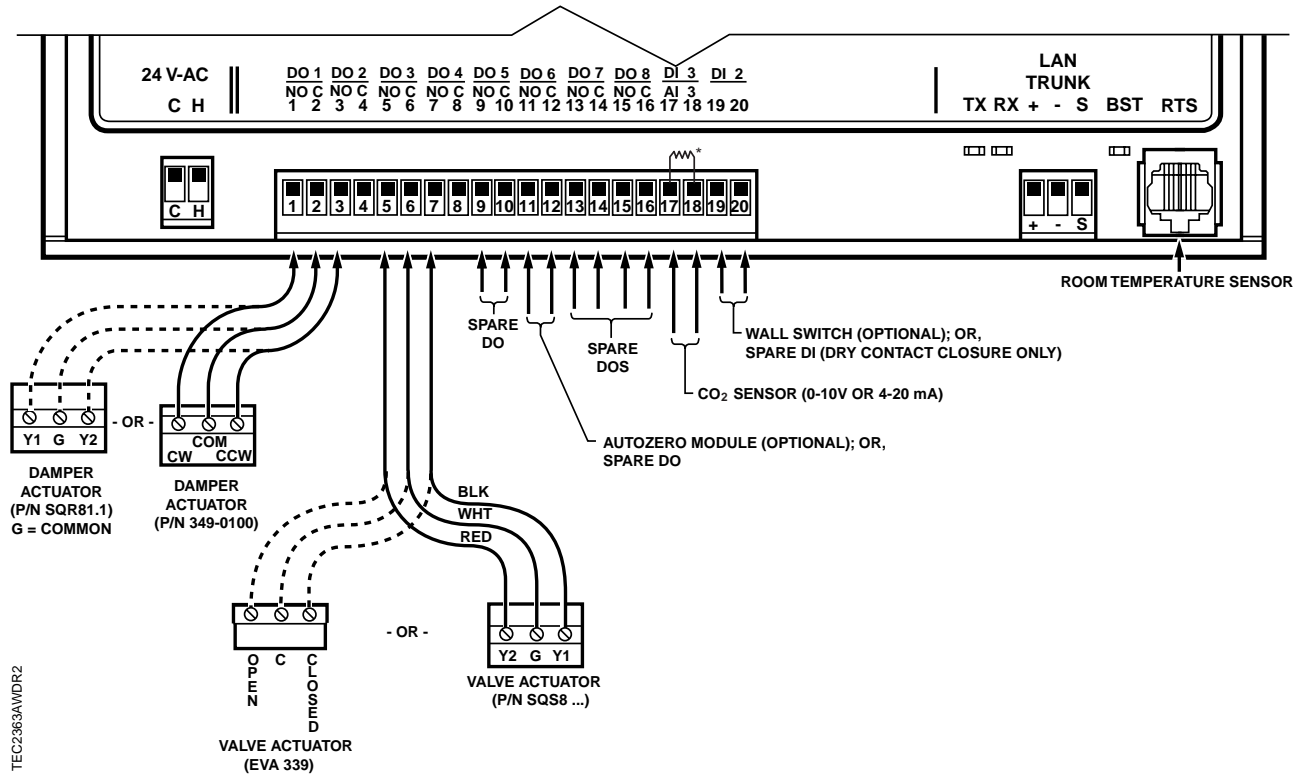 24 V-AC
C H
DO 1 DO 2 DO 3 DO 4 DO 5 DO 6 DO 7 DO 8 DI 3 DI 2
NO C NO C NO C NO C NO C NO C NO C NO C AI 3
1 2 3 4 5 6 7 8 9 10 11 12 13 14 15 16 17 18 19 20
LAN
TRUNK
TX RX + - S BST RTS
*
C H
1 2 3 4 5 6 7 8 9 10 11 12 13 14 15 16 17 18 19 20
+ - S
ROOM TEMPERATURE SENSOR
SPARE
DO
SPARE
DOS
WALL SWITCH (OPTIONAL); OR,
SPARE DI (DRY CONTACT CLOSURE ONLY)
CO2 SENSOR (0-10V OR 4-20 mA)
AUTOZERO MODULE (OPTIONAL); OR,
SPARE DO
Y1 G Y2
- OR -
COM
CW CCW
DAMPER
ACTUATOR
(P/N SQR81.1)
G = COMMON
DAMPER
ACTUATOR
(P/N 349-0100)
BLK
WHT
RED
- OR -
OPEN C CLOSED
VALVE ACTUATOR
(EVA 339)
Y2 G Y1
VALVE ACTUATOR
(P/N SQS8 ...)
TEC2363AWDR2